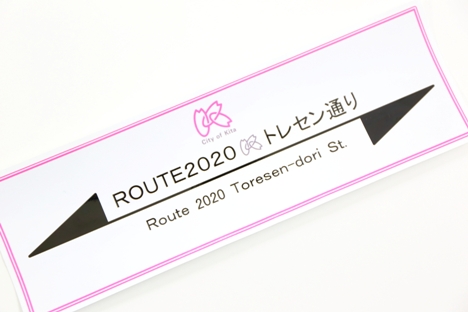 City of Kita
ROUTE2020 トレセン通り
Route 2020 Toresen-dori St.